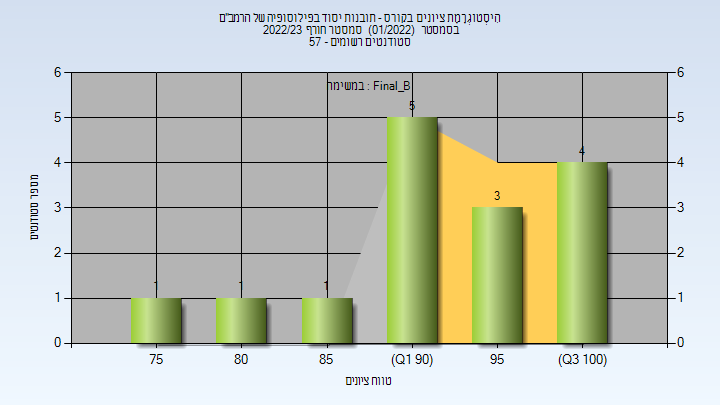 היסטוגרמת ציונים בקורס - תובנות יסוד בפילוסופיה של הרמב"ם
בסמסטר (01/2022) סמסטר חורף 2022/23
סטודנטים רשומים - 57
במשימה : Final_B
מספר סטודנטים
6 6
5 5
4 4
3 3
2 2
1 1
0 0
1 1 1 5 3 4
75 80 85 (Q1 90) 95 (Q3 100)
טווח ציונים